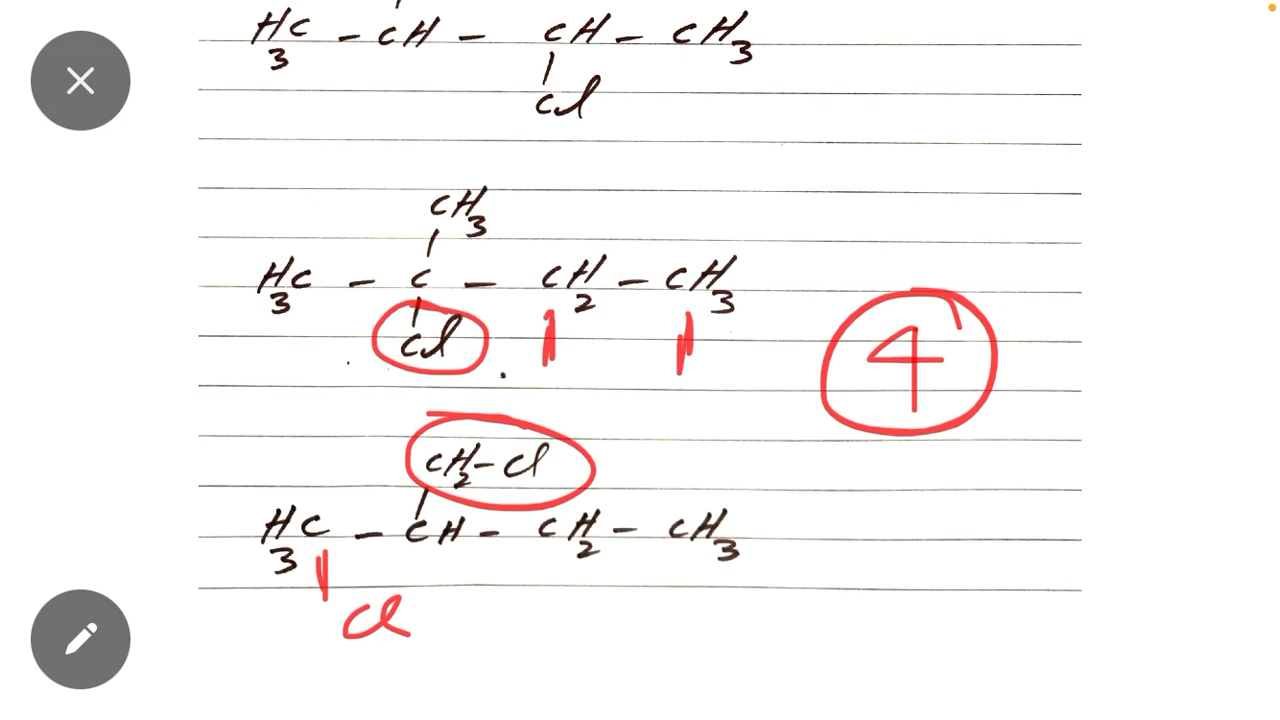 H3C - CH - CH - CH3
Cl
CH3
H3C - C - CH2 - CH3
Cl
4
CH2-Cl
H3C - CH - CH2 - CH3
Cl